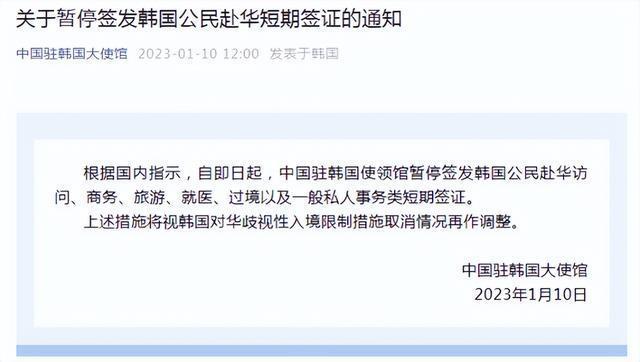 关于暂停签发韩国公民赴华短期签证的通知
中国驻韩国大使馆 2023-01-10 12:00 发表于韩国
根据国内指示，自即日起，中国驻韩国使领馆暂停签发韩国公民赴华访
问、商务、旅游、就医、过境以及一般私人事务类短期签证。
上述措施将视韩国对华歧视性入境限制措施取消情况再作调整。
中国驻韩国大使馆
2023年1月10日